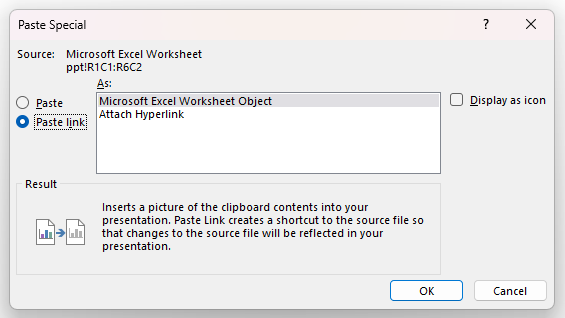 Paste Special
?
Source: Microsoft Excel Worksheet
ppt!R1C1:R6C2
As:
Paste
Paste link
Microsoft Excel Worksheet Object
Attach Hyperlink
Display as icon
Result
Inserts a picture of the clipboard contents into your
presentation. Paste Link creates a shortcut to the source file so
that changes to the source file will be reflected in your
presentation.
OK Cancel